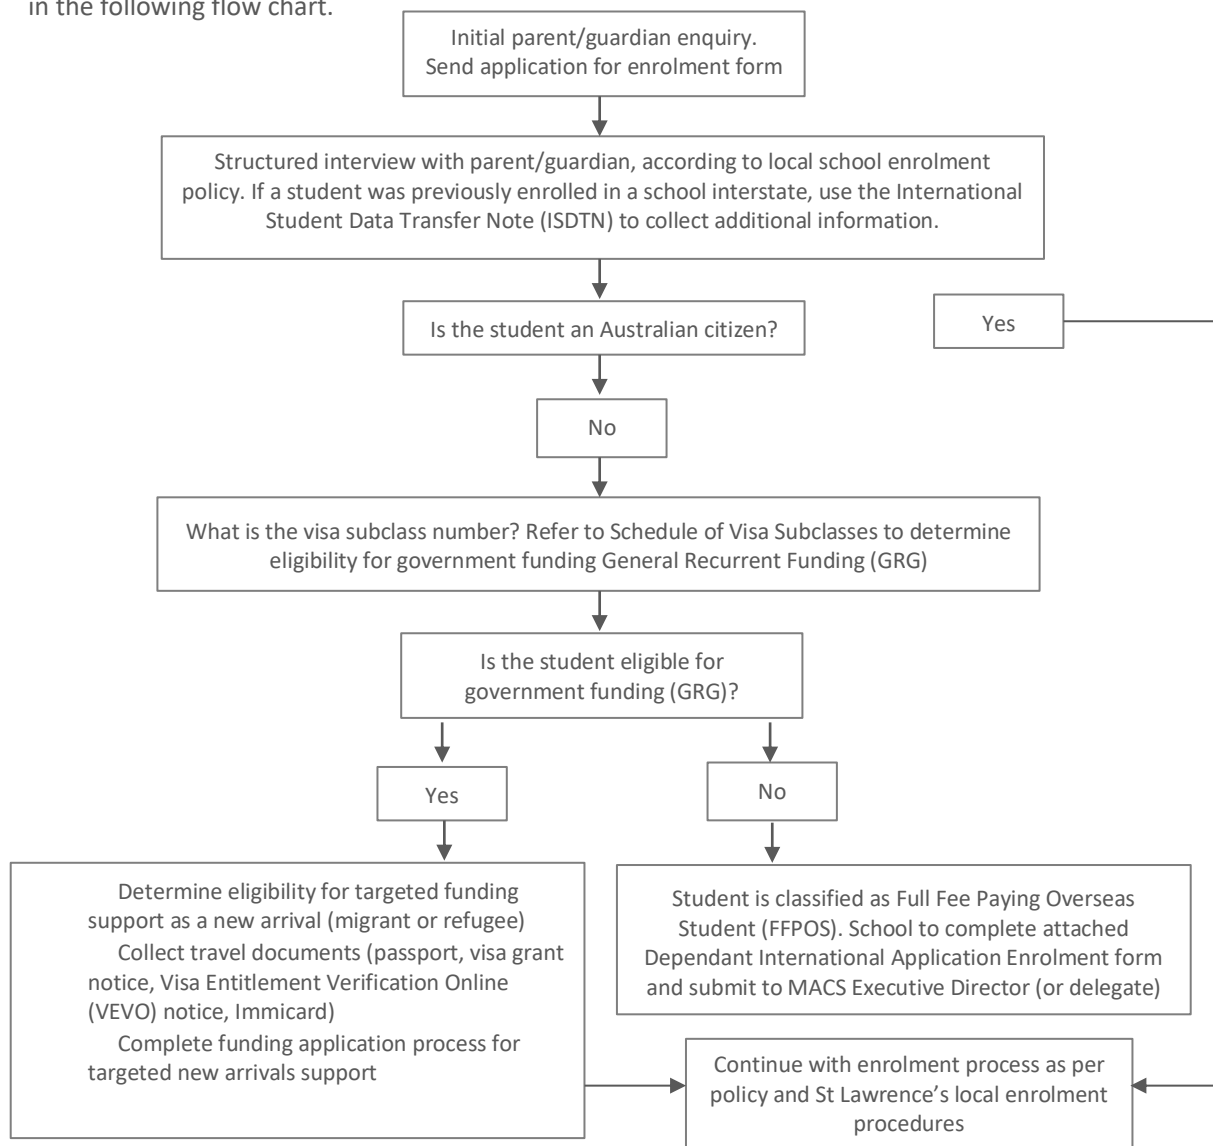 in the following flow chart.
Initial parent/guardian enquiry.
Send application for enrolment form
Structured interview with parent/guardian, according to local school enrolment
policy. If a student was previously enrolled in a school interstate, use the International
Student Data Transfer Note (ISDTN) to collect additional information.
Is the student an Australian citizen?
Yes
No
What is the visa subclass number? Refer to Schedule of Visa Subclasses to determine
eligibility for government funding General Recurrent Funding (GRG)
Is the student eligible for
government funding (GRG)?
Yes
No
Determine eligibility for targeted funding
support as a new arrival (migrant or refugee)
Collect travel documents (passport, visa grant
notice, Visa Entitlement Verification Online
(VEVO) notice, Immicard)
Complete funding application process for
targeted new arrivals support
Student is classified as Full Fee Paying Overseas
Student (FFPOS). School to complete attached
Dependant International Application Enrolment form
and submit to MACS Executive Director (or delegate)
Continue with enrolment process as per
policy and St Lawrence’s local enrolment
procedures